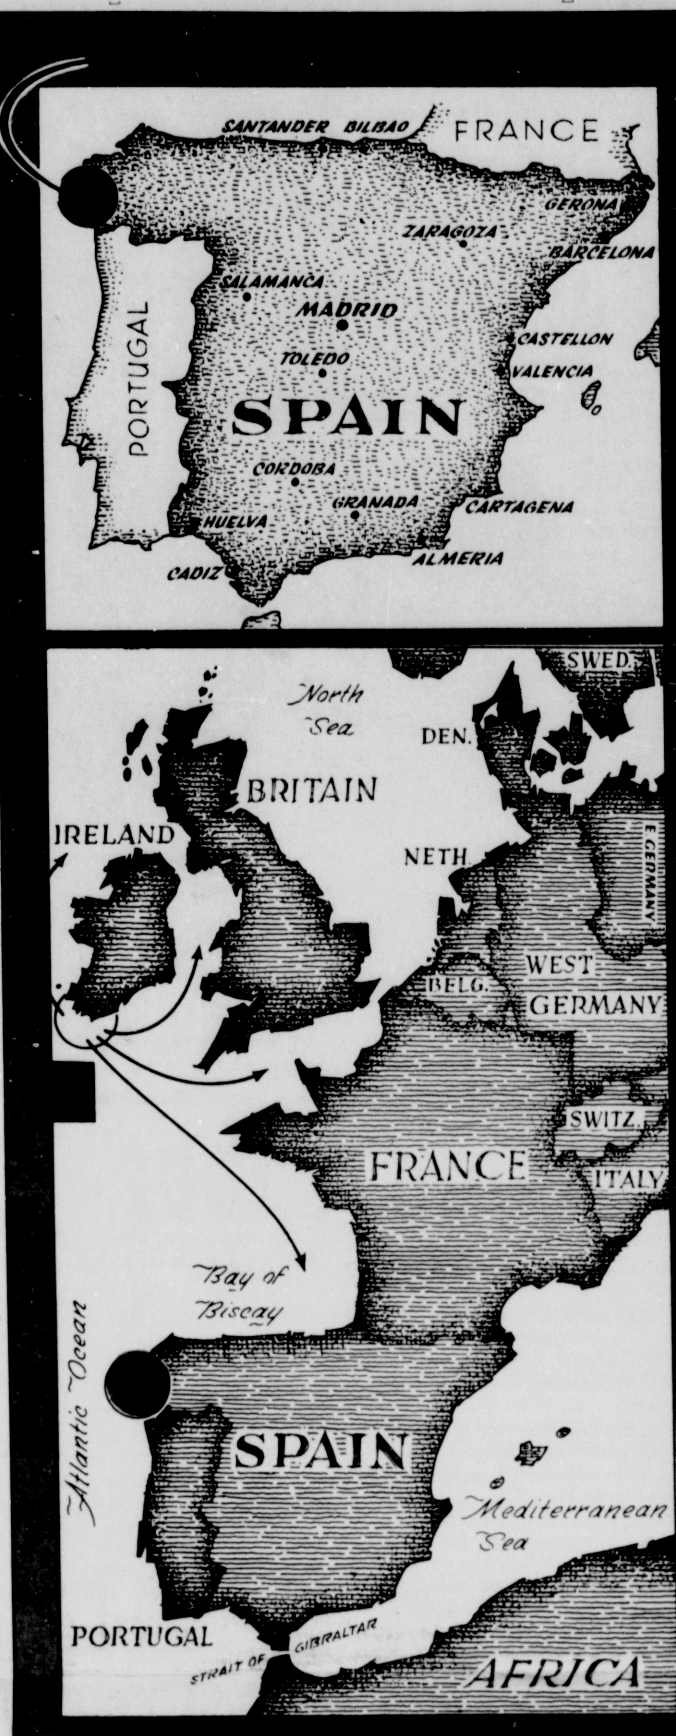 SANTANDER BILBAO
FRANCE
GERONA
ZARAGOZA
BARCELONA
SALAMANCA
MADRID
PORTUGAL
CASTELLON
TOLEDO
VALENCIA
SPAIN
CORDOBA
GRANADA
CARTAGENA
HUELVA
ALMERIA
CADIZ
SWED.
North
Sea
DEN.
BRITAIN
IRELAND
E. GERMANY
NETH.
WEST
GERMANY
BELG.
SWITZ.
FRANCE
ITALY
Bay of
Biscay
Atlantic Ocean
SPAIN
Mediterranean
Sea
PORTUGAL
STRAIT OF GIBRALTAR
AFRICA